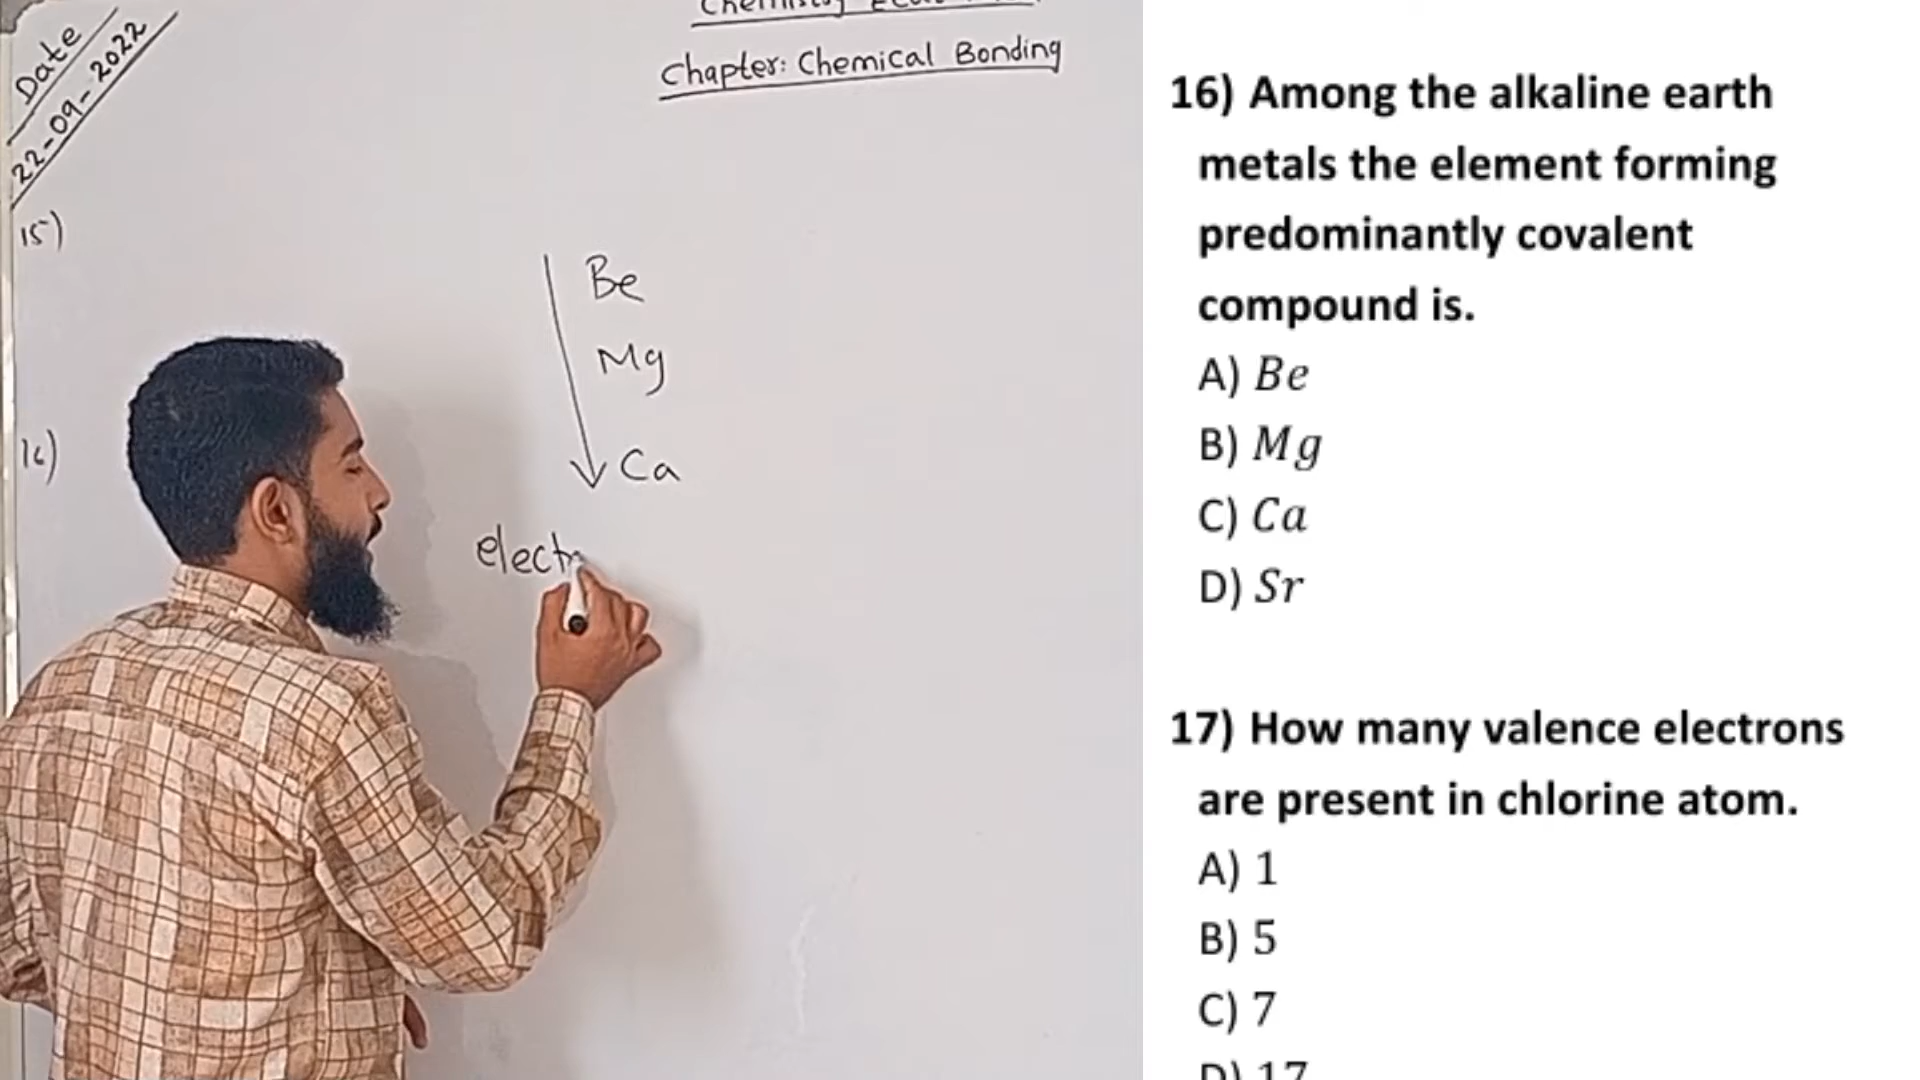 Date
22-09-2022
Chapter: Chemical Bonding
15)
16)
Be
Mg
Ca
elect
16) Among the alkaline earth
metals the element forming
predominantly covalent
compound is.
A) Be
B) Mg
C) Ca
D) Sr
17) How many valence electrons
are present in chlorine atom.
A) 1
B) 5
C) 7
D) 17